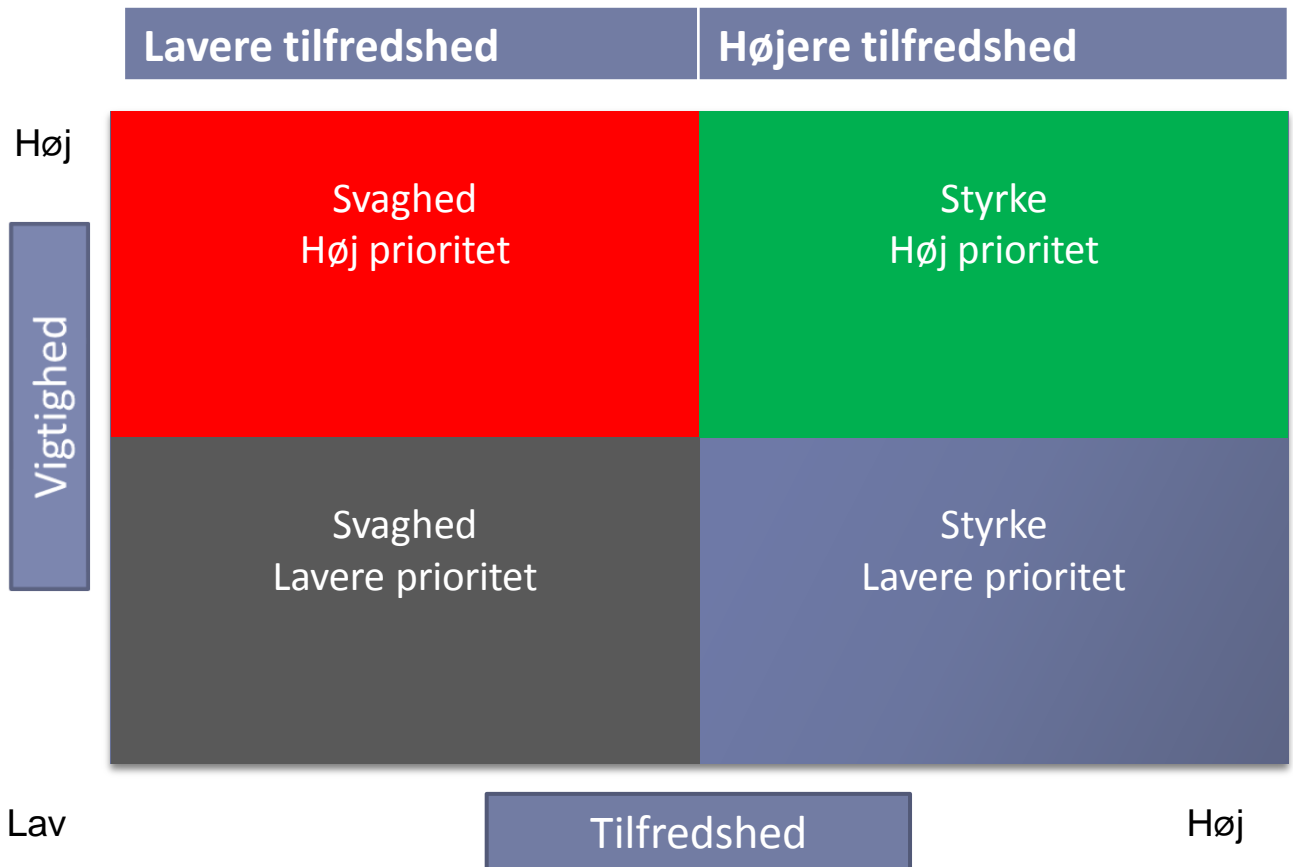 Lavere tilfredshed
Højere tilfredshed
Høj
Svaghed
Høj prioritet
Styrke
Høj prioritet
Vigtighed
Svaghed
Lavere prioritet
Styrke
Lavere prioritet
Lav
Tilfredshed
Høj